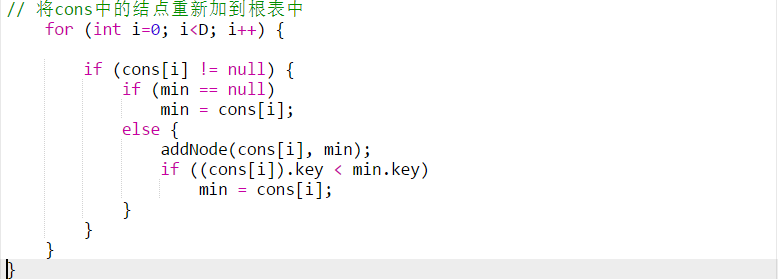 // 将cons中的结点重新加到根表中
for (int i=0; i<D; i++) {
if (cons[i] != null) {
if (min == null)
min = cons[i];
else {
addNode(cons[i], min);
if ((cons[i]).key < min.key)
min = cons[i];
}
}
}
}